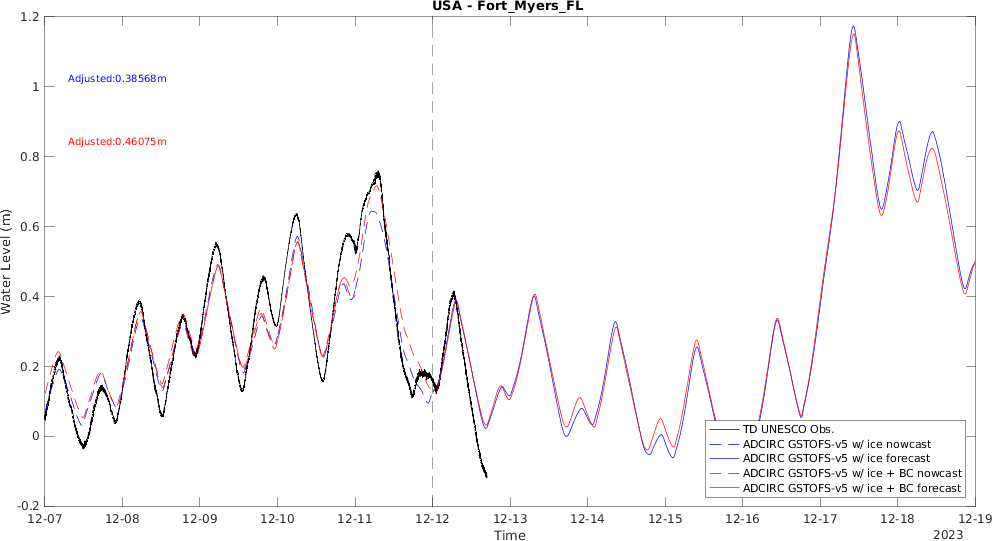 USA - Fort_Myers_FL
1.2
1
0.8
0.6
0.4
0.2
0
-0.2
Water Level (m)
Adjusted:0.38568m
Adjusted:0.46075m
TD UNESCO Obs.
ADCIRC GSTOFS-v5 w/ ice nowcast
ADCIRC GSTOFS-v5 w/ ice forecast
ADCIRC GSTOFS-v5 w/ ice + BC nowcast
ADCIRC GSTOFS-v5 w/ ice + BC forecast
12-07 12-08 12-09 12-10 12-11 12-12 12-13 12-14 12-15 12-16 12-17 12-18 12-19
Time
2023